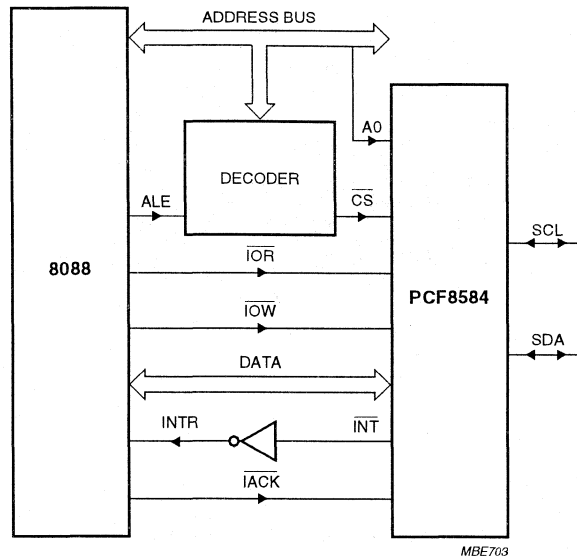 ADDRESS BUS
A0
DECODER
ALE
CS
SCL
IOR
8088
PCF8584
IOW
SDA
DATA
INTR
INT
IACK
MBE703